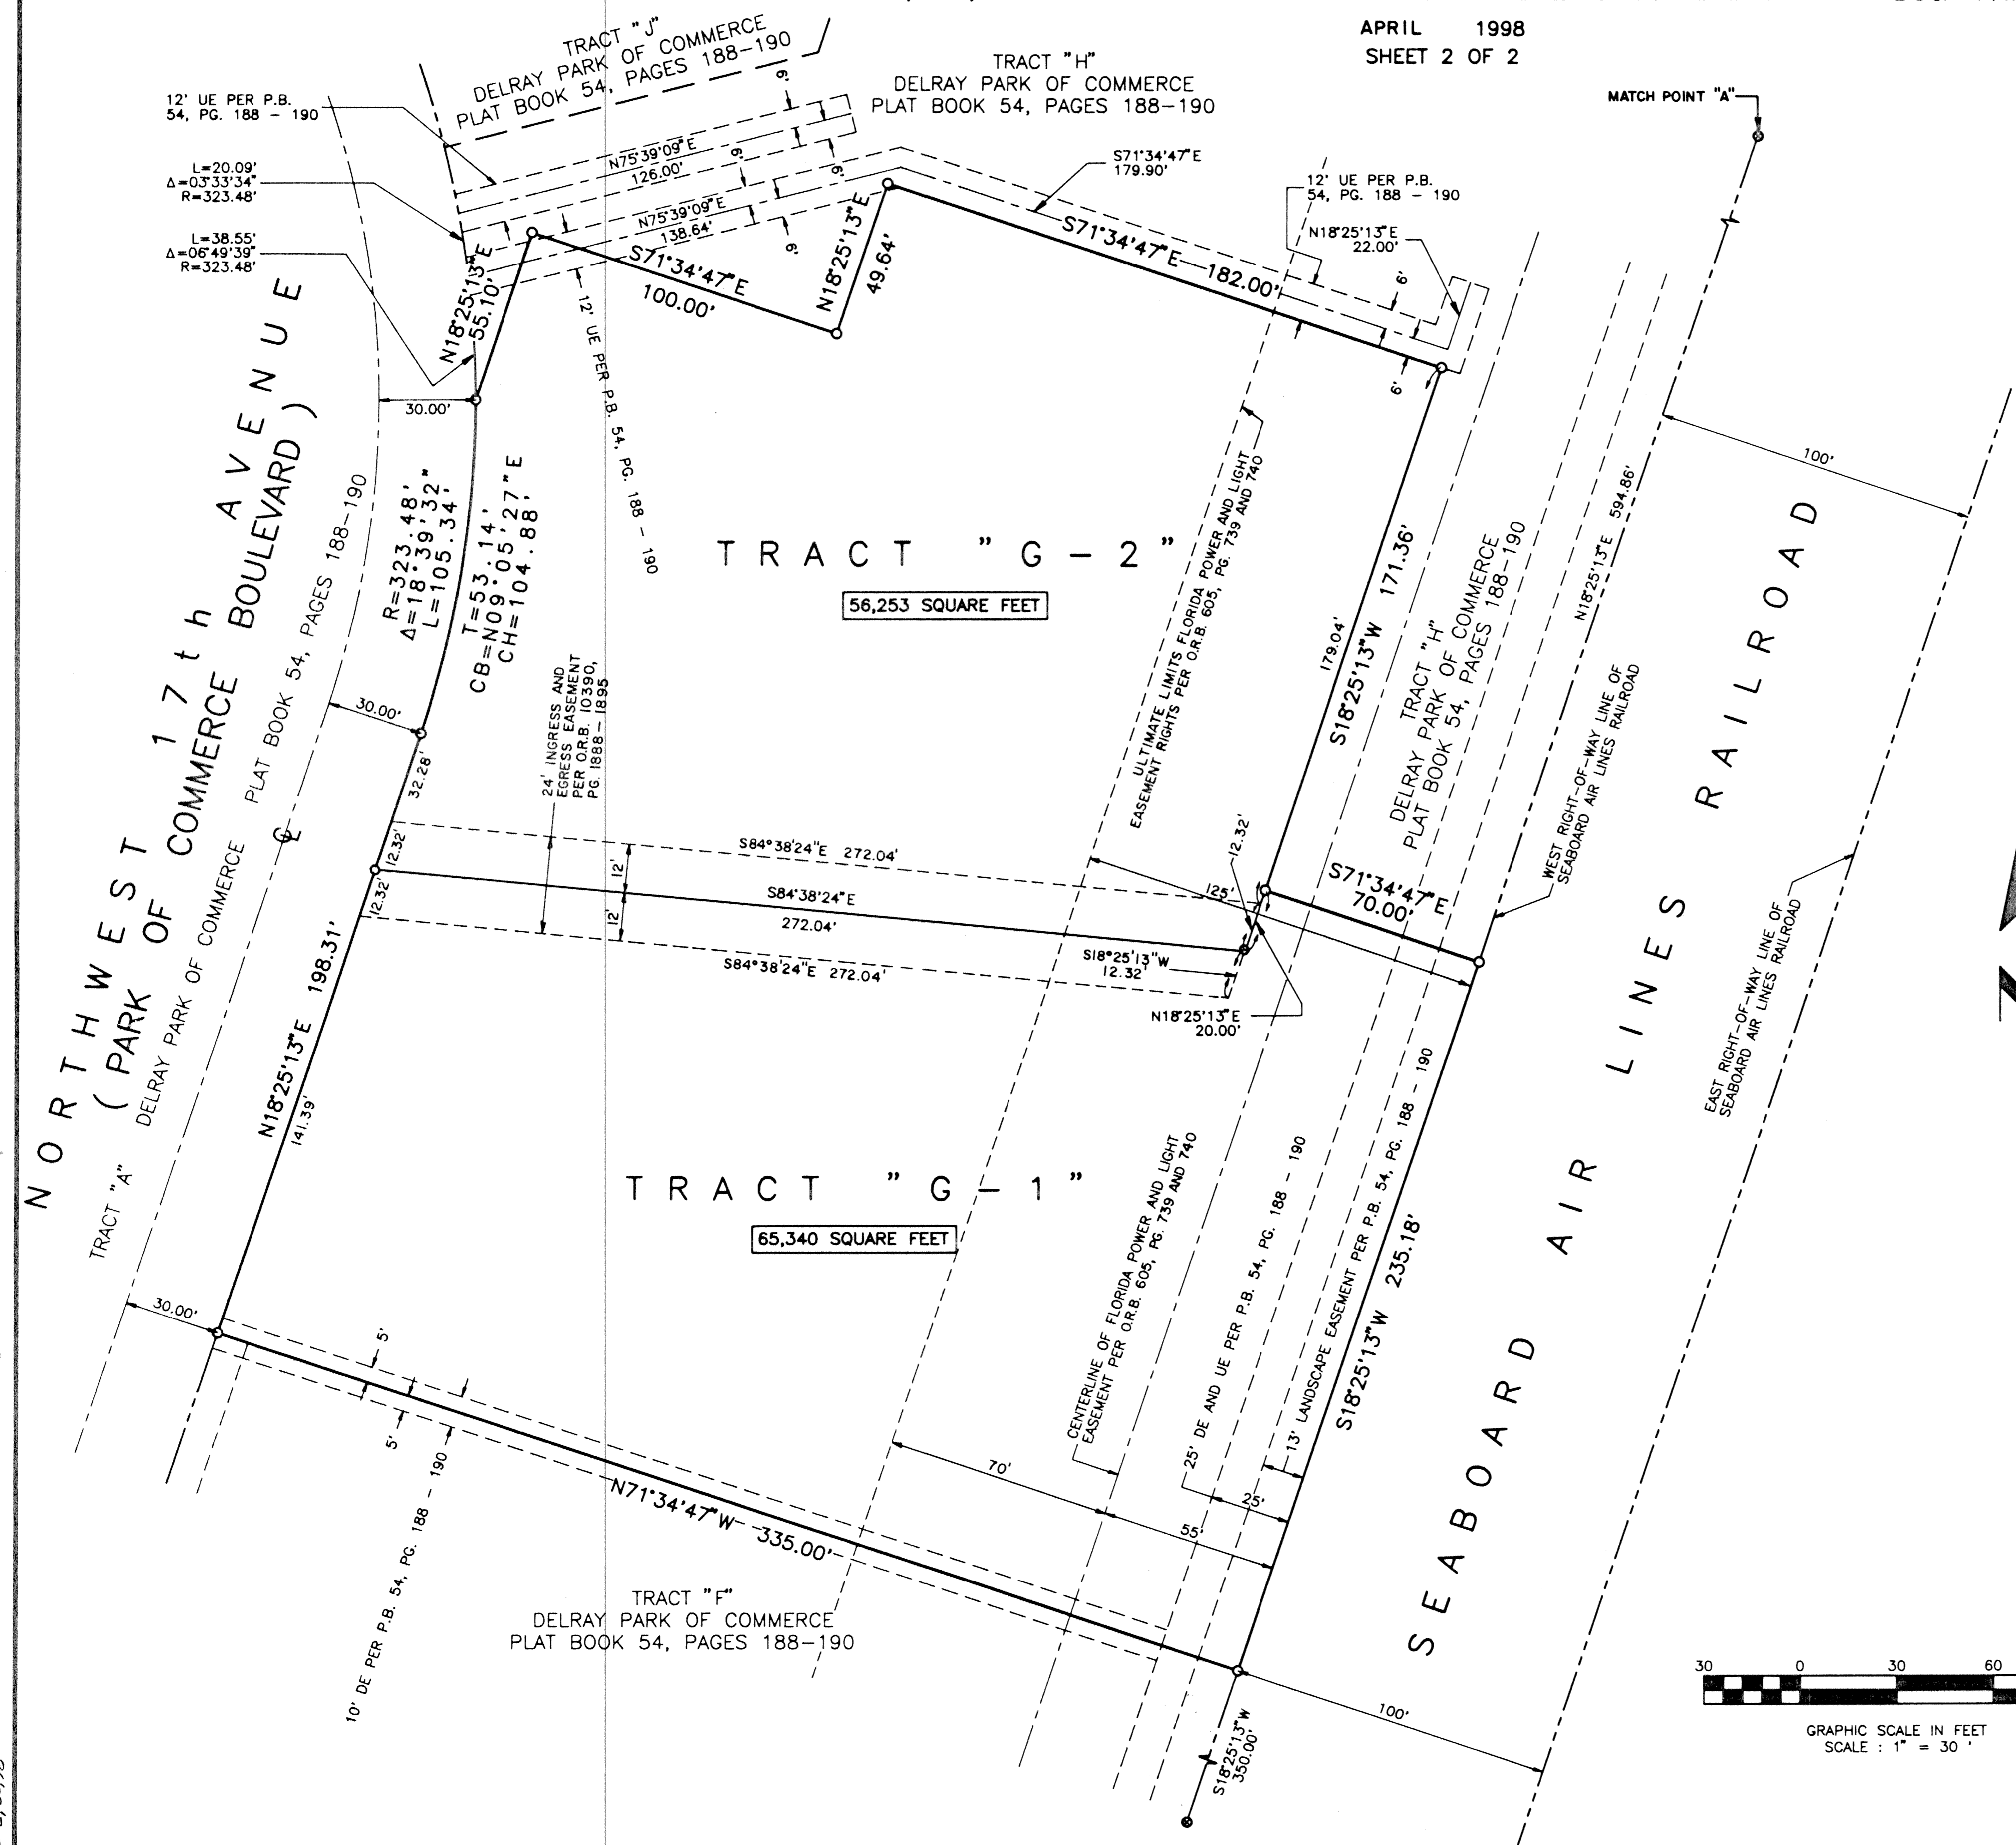 APRIL 1998
SHEET 2 OF 2
MATCH POINT "A"
TRACT "J"
DELRAY PARK OF COMMERCE
PLAT BOOK 54, PAGES 188-190
TRACT "H"
DELRAY PARK OF COMMERCE
PLAT BOOK 54, PAGES 188-190
12' UE PER P.B.
54, PG. 188 - 190
L=20.09'
Δ=03°33'34"
R=323.48'
L=38.55'
Δ=06°49'39"
R=323.48'
N75°39'09"E
126.00'
N75°39'09"E
138.64'
6'
6'
6'
6'
6'
S71°34'47"E
179.90'
12' UE PER P.B.
54, PG. 188 - 190
N18°25'13"E
22.00'
6'
6'
N18°25'13"E
55.10'
S71°34'47"E
100.00'
N18°25'13"E
49.64'
S71°34'47"E 182.00'
12' UE PER P.B. 54, PG. 188 - 190
30.00'
NORTHWEST 17th AVENUE
( PARK OF COMMERCE BOULEVARD )
TRACT "A" DELRAY PARK OF COMMERCE PLAT BOOK 54, PAGES 188-190
R=323.48'
Δ=18°39'32"
L=105.34'
T=53.14'
CB=N09°05'27"E
CH=104.88'
TRACT "G-2"
56,253 SQUARE FEET
ULTIMATE LIMITS FLORIDA POWER AND LIGHT
EASEMENT RIGHTS PER O.R.B. 605, PG. 739 AND 740
179.04'
S18°25'13"W 171.36'
TRACT "H"
DELRAY PARK OF COMMERCE
PLAT BOOK 54, PAGES 188-190
N18°25'13"E 594.86'
100'
SEABOARD AIR LINES RAILROAD
WEST RIGHT-OF-WAY LINE OF
SEABOARD AIR LINES RAILROAD
EAST RIGHT-OF-WAY LINE OF
SEABOARD AIR LINES RAILROAD
30.00'
32.28'
12.32'
12.32'
24' INGRESS AND
EGRESS EASEMENT
PER O.R.B. 10390,
PG. 1888-1895
S84°38'24"E 272.04'
12'
S84°38'24"E
272.04'
12'
S84°38'24"E 272.04'
12.32'
125'
S71°34'47"E
70.00'
S18°25'13"W
12.32'
N18°25'13"E
20.00'
N18°25'13"E 198.31'
141.39'
TRACT "G-1"
65,340 SQUARE FEET
CENTERLINE OF FLORIDA POWER AND LIGHT
EASEMENT PER O.R.B. 605, PG. 739 AND 740
25' DE AND UE PER P.B. 54, PG. 188 - 190
13' LANDSCAPE EASEMENT PER P.B. 54, PG. 188 - 190
S18°25'13"W 235.18'
30.00'
5'
5'
10' DE PER P.B. 54, PG. 188 - 190
N71°34'47"W 335.00'
70'
25'
55'
TRACT "F"
DELRAY PARK OF COMMERCE
PLAT BOOK 54, PAGES 188-190
100'
S18°25'13"W
350.00'
30 0 30 60
GRAPHIC SCALE IN FEET
SCALE : 1" = 30 '